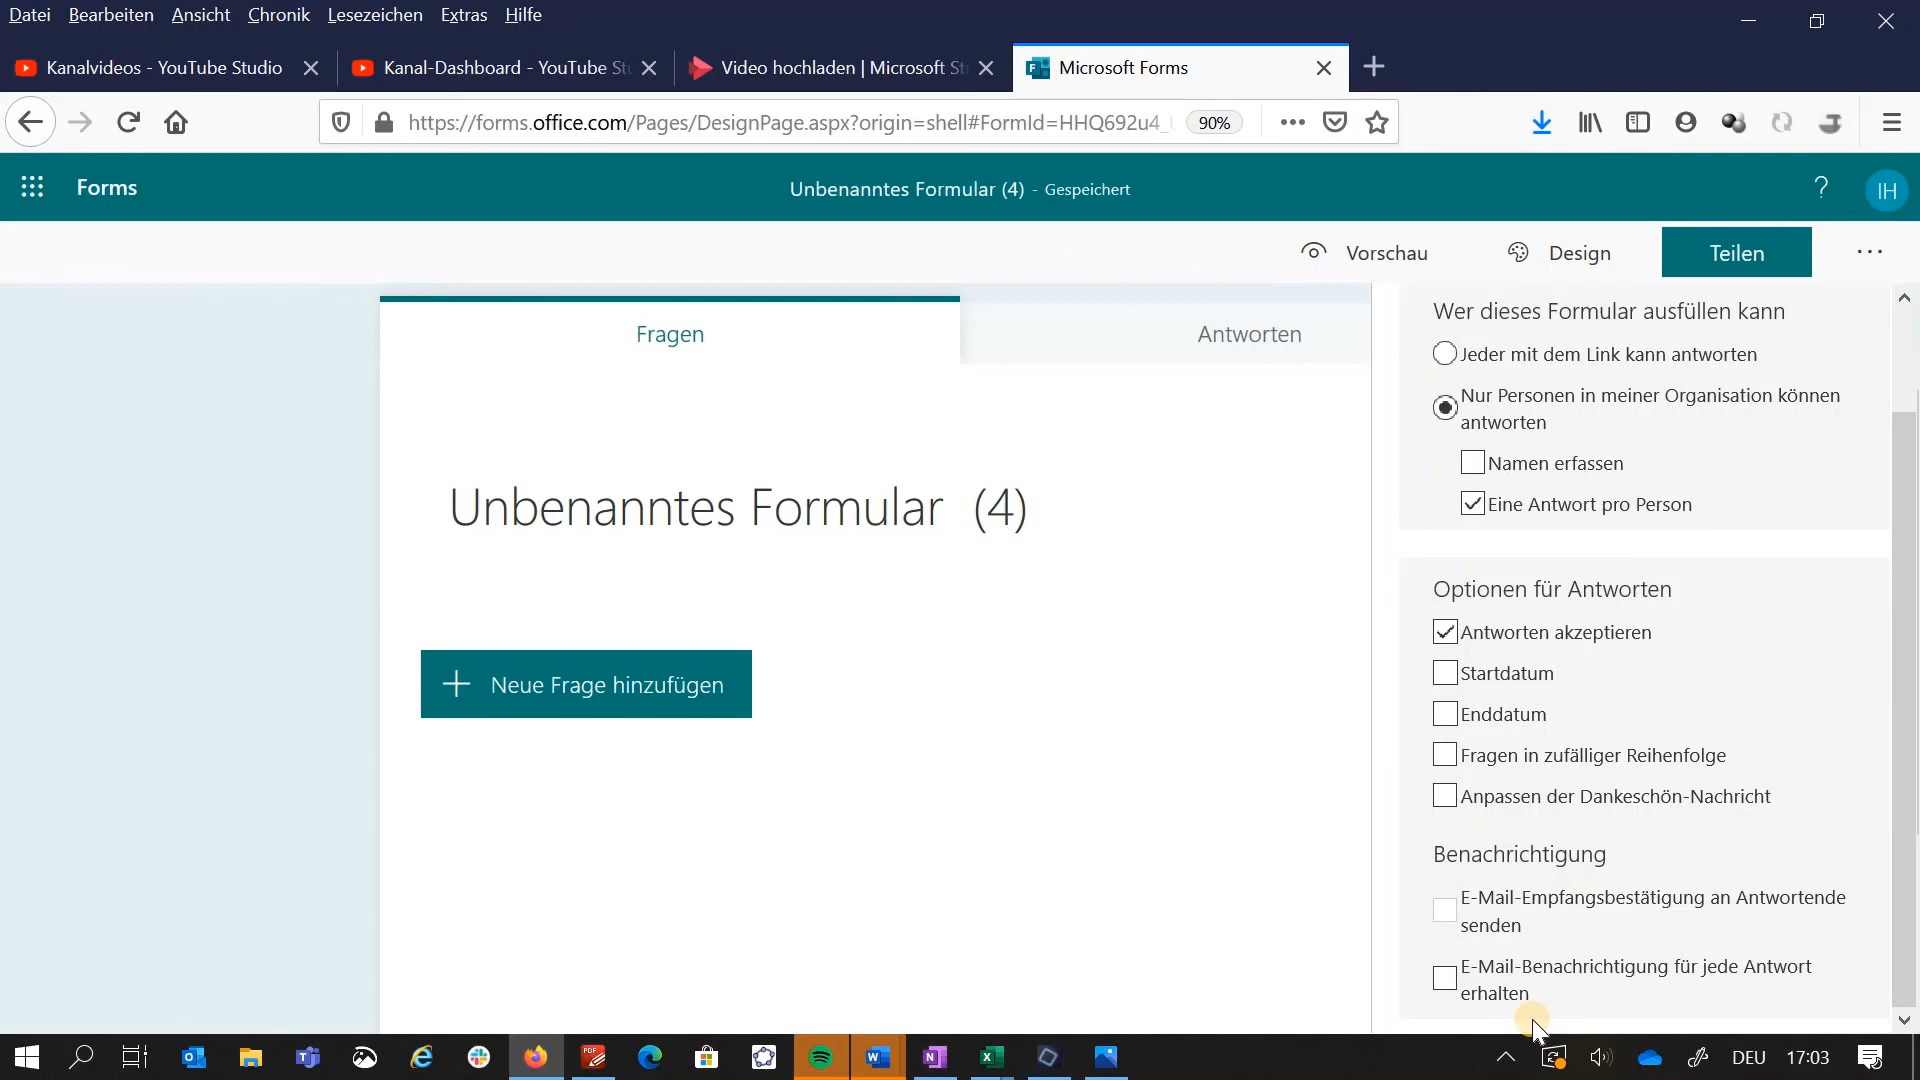 Datei Bearbeiten Ansicht Chronik Lesezeichen Extras Hilfe
Kanalvideos - YouTube Studio
Kanal-Dashboard - YouTube St
Video hochladen | Microsoft St
Microsoft Forms
https://forms.office.com/Pages/DesignPage.aspx?origin=shell#FormId=HHQ692u4_
90%
Forms
Unbenanntes Formular (4) - Gespeichert
?
IH
Vorschau
Design
Teilen
Fragen
Antworten
Unbenanntes Formular (4)
Neue Frage hinzufügen
Wer dieses Formular ausfüllen kann
Jeder mit dem Link kann antworten
Nur Personen in meiner Organisation können
antworten
Namen erfassen
Eine Antwort pro Person
Optionen für Antworten
Antworten akzeptieren
Startdatum
Enddatum
Fragen in zufälliger Reihenfolge
Anpassen der Dankeschön-Nachricht
Benachrichtigung
E-Mail-Empfangsbestätigung an Antwortende
senden
E-Mail-Benachrichtigung für jede Antwort
erhalten
DEU 17:03